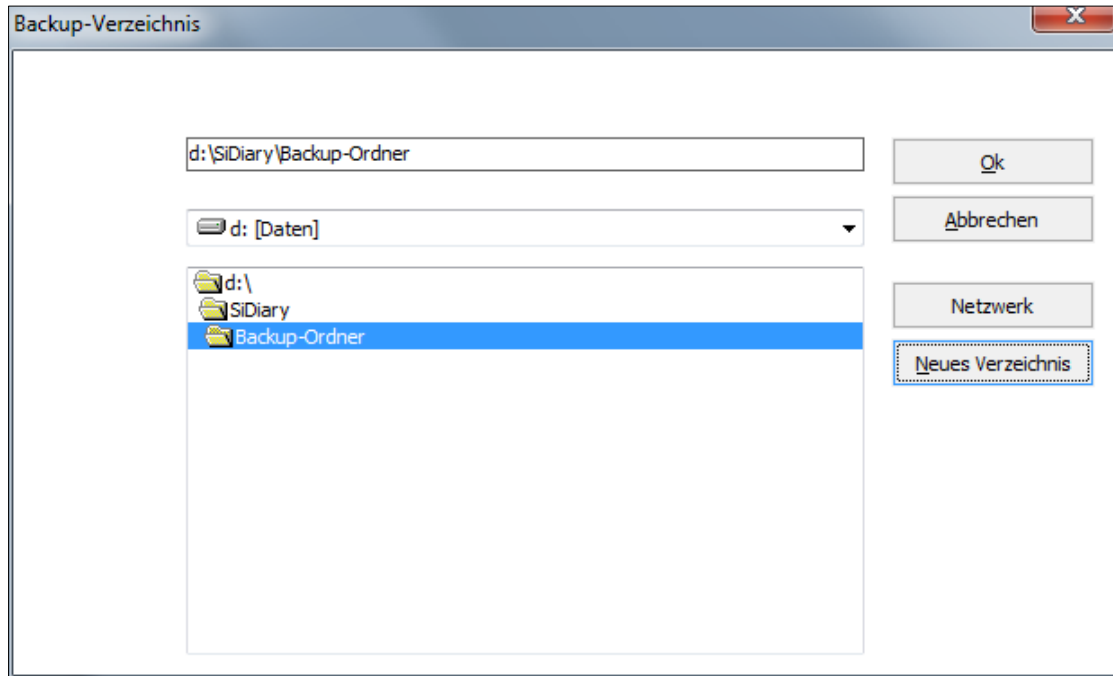 Backup-Verzeichnis
d:\SiDiary\Backup-Ordner
Ok
d: [Daten]
Abbrechen
d:\
SiDiary
Backup-Ordner
Netzwerk
Neues Verzeichnis